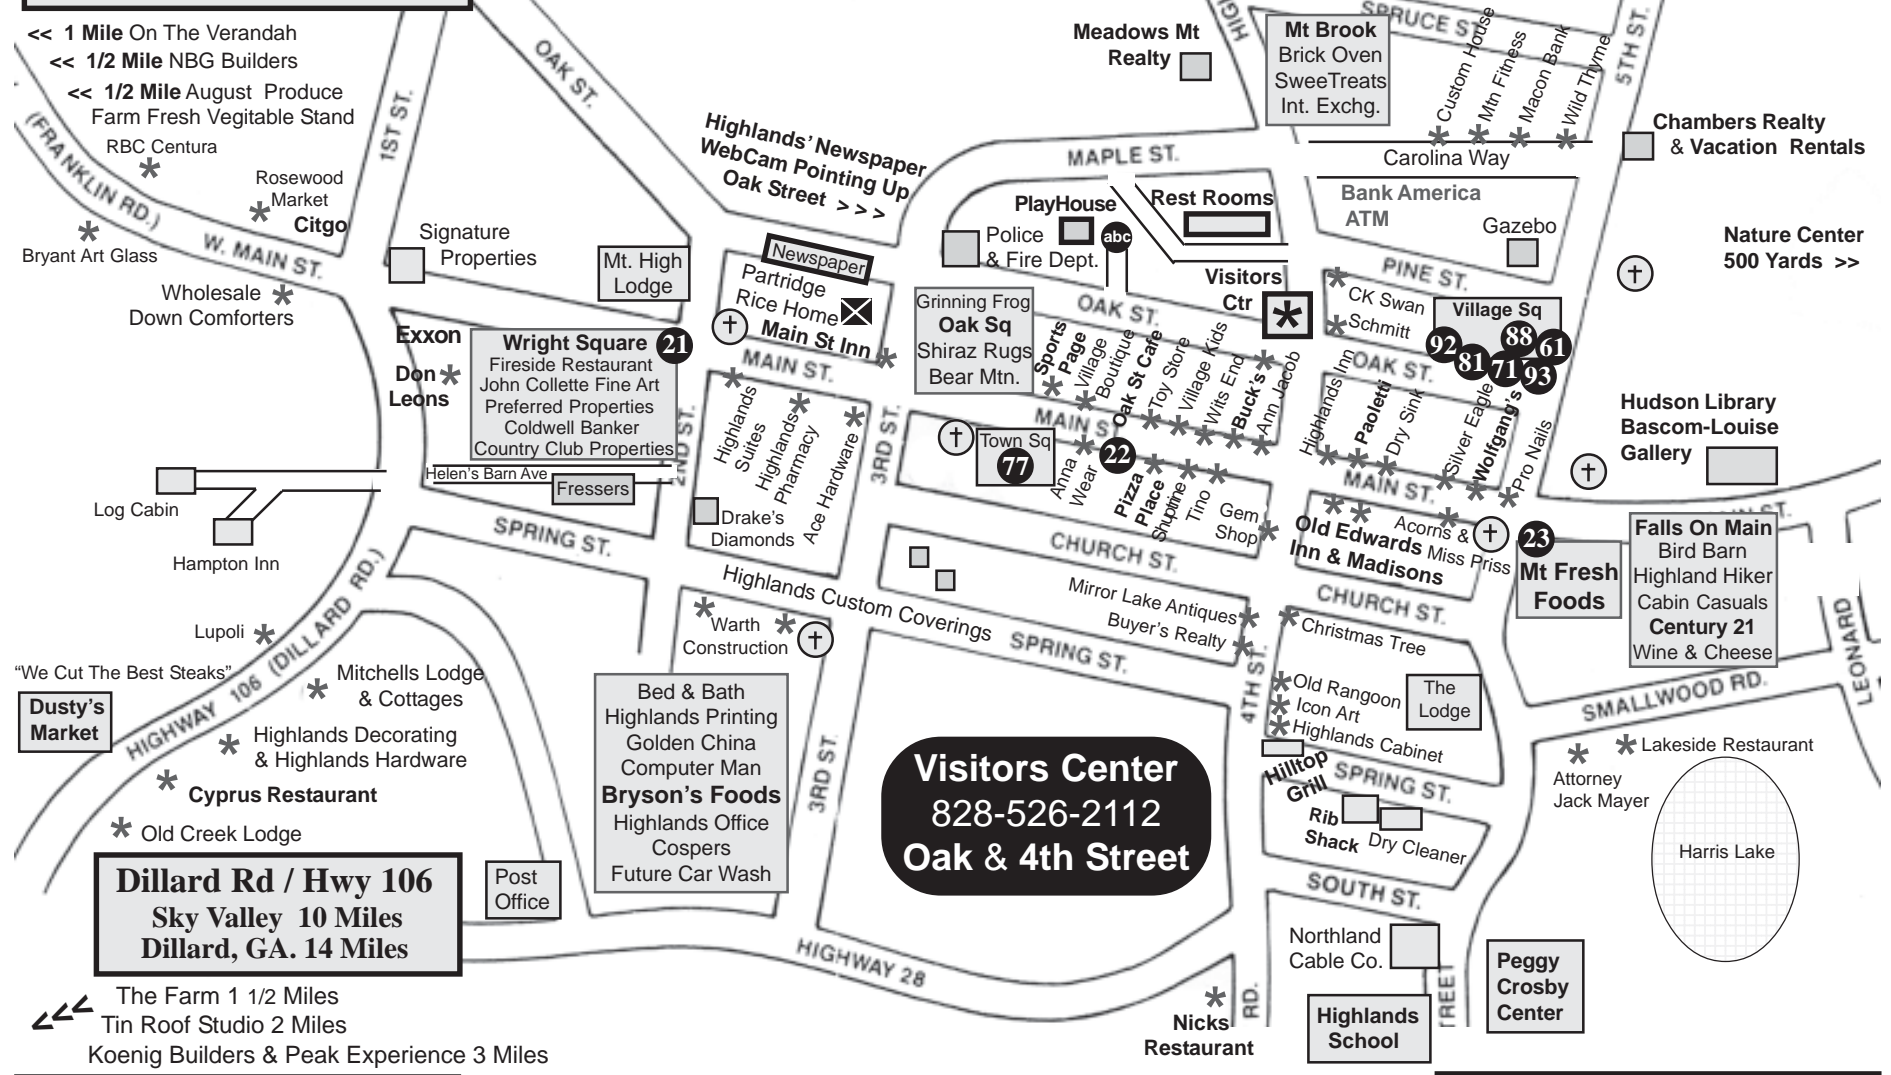 << 1 Mile On The Verandah
<< 1/2 Mile NBG Builders
<< 1/2 Mile August Produce
Farm Fresh Vegitable Stand
RBC Centura
Rosewood
Market
Citgo
Bryant Art Glass
(FRANKLIN RD.)
W. MAIN ST.
Wholesale
Down Comforters
1ST ST.
OAK ST.
Signature
Properties
Mt. High
Lodge
Highlands' Newspaper
WebCam Pointing Up
Oak Street > > >
Newspaper
Partridge
Rice Home
Main St Inn
MAIN ST.
Exxon
Don
Leons
Wright Square
21
Fireside Restaurant
John Collette Fine Art
Preferred Properties
Coldwell Banker
Country Club Properties
Helen's Barn Ave
Fressers
2ND ST.
Log Cabin
Hampton Inn
SPRING ST.
Highlands
Suites
Highlands
Pharmacy
Ace Hardware
Drake's
Diamonds
3RD ST.
Highlands Custom Coverings
Warth
Construction
Lupoli
"We Cut The Best Steaks"
Dusty's
Market
HIGHWAY 106 (DILLARD RD.)
Mitchells Lodge
& Cottages
Highlands Decorating
& Highlands Hardware
Cyprus Restaurant
Old Creek Lodge
Dillard Rd / Hwy 106
Sky Valley 10 Miles
Dillard, GA. 14 Miles
The Farm 1 1/2 Miles
Tin Roof Studio 2 Miles
Koenig Builders & Peak Experience 3 Miles
Post
Office
Bed & Bath
Highlands Printing
Golden China
Computer Man
Bryson's Foods
Highlands Office
Cospers
Future Car Wash
3RD ST.
HIGHWAY 28
Visitors Center
828-526-2112
Oak & 4th Street
Meadows Mt
Realty
HIGH
MAPLE ST.
Mt Brook
Brick Oven
SweeTreats
Int. Exchg.
SPRUCE ST.
Custom House
Mtn Fitness
Macon Bank
Wild Thyme
5TH ST.
Carolina Way
Bank America
ATM
Gazebo
Chambers Realty
& Vacation Rentals
Nature Center
500 Yards >>
PlayHouse
abc
Rest Rooms
Police
& Fire Dept.
Visitors
Ctr
OAK ST.
PINE ST.
CK Swan
Schmitt
Village Sq
92
81
88
71
61
93
OAK ST.
Grinning Frog
Oak Sq
Shiraz Rugs
Bear Mtn.
Sports
Page
Village
Boutique
Oak St Cafe
Toy Store
Village Kids
Wits End
Buck's
Ann Jacob
Highlands Inn
Paoletti
Dry Sink
Silver Eagle
Wolfgang's
Pro Nails
MAIN ST
Town Sq
77
Anna
Wear
22
Pizza
Place
Shuptrine
Tino
Gem
Shop
MAIN ST.
Old Edwards
Inn & Madisons
Acorns &
Miss Priss
Hudson Library
Bascom-Louise
Gallery
23
Mt Fresh
Foods
Falls On Main
Bird Barn
Highland Hiker
Cabin Casuals
Century 21
Wine & Cheese
CHURCH ST.
CHURCH ST.
Mirror Lake Antiques
Buyer's Realty
Christmas Tree
SPRING ST.
4TH ST.
Old Rangoon
Icon Art
Highlands Cabinet
The
Lodge
Hilltop
Grill
SPRING ST.
Rib
Shack
Dry Cleaner
SOUTH ST.
SMALLWOOD RD.
LEONARD
Lakeside Restaurant
Attorney
Jack Mayer
Harris Lake
Northland
Cable Co.
Highlands
School
Peggy
Crosby
Center
Nicks
Restaurant
RD.